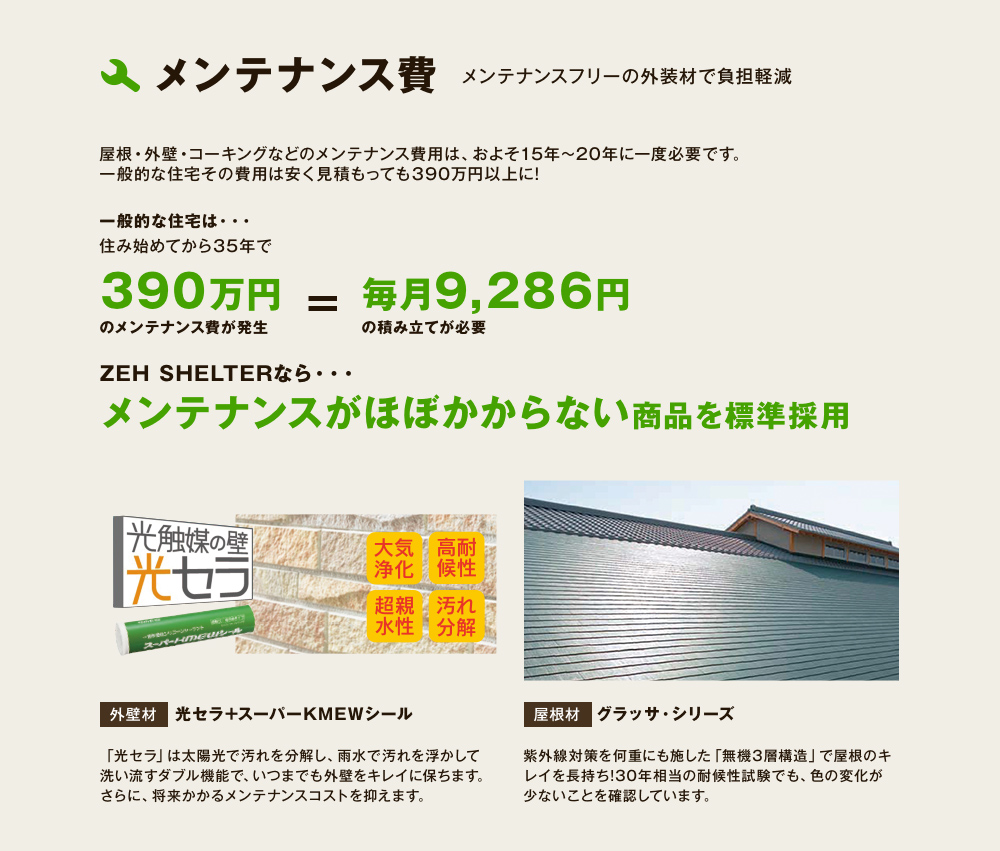 メンテナンス費 メンテナンスフリーの外装材で負担軽減
屋根・外壁・コーキングなどのメンテナンス費用は、およそ15年～20年に一度必要です。
一般的な住宅その費用は安く見積もっても390万円以上に!
一般的な住宅は・・・
住み始めてから35年で
390万円 = 毎月9,286円
のメンテナンス費が発生 の積み立てが必要
ZEH SHELTERなら・・・
メンテナンスがほぼかからない商品を標準採用
光触媒の壁
光セラ
スーパーKMEWシール
大気
浄化
高耐
候性
超親
水性
汚れ
分解
外壁材 光セラ+スーパーKMEWシール
「光セラ」は太陽光で汚れを分解し、雨水で汚れを浮かして
洗い流すダブル機能で、いつまでも外壁をキレイに保ちます。
さらに、将来かかるメンテナンスコストを抑えます。
屋根材 グラッサ・シリーズ
紫外線対策を何重にも施した「無機3層構造」で屋根のキ
レイを長持ち!30年相当の耐候性試験でも、色の変化が
少ないことを確認しています。